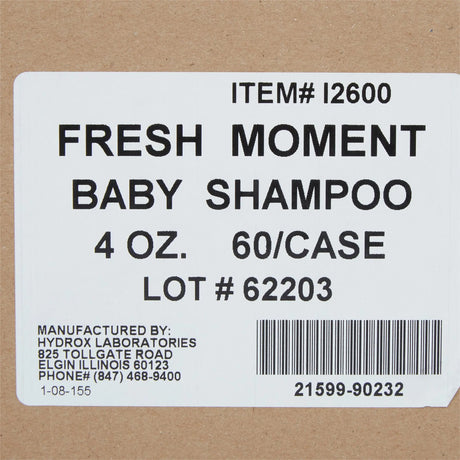 ITEM# I2600
FRESH MOMENT
BABY SHAMPOO
4 OZ. 60/CASE
LOT # 62203
MANUFACTURED BY:
HYDROX LABORATORIES
825 TOLLGATE ROAD
ELGIN ILLINOIS 60123
PHONE# (847) 468-9400
1-08-155
21599-90232